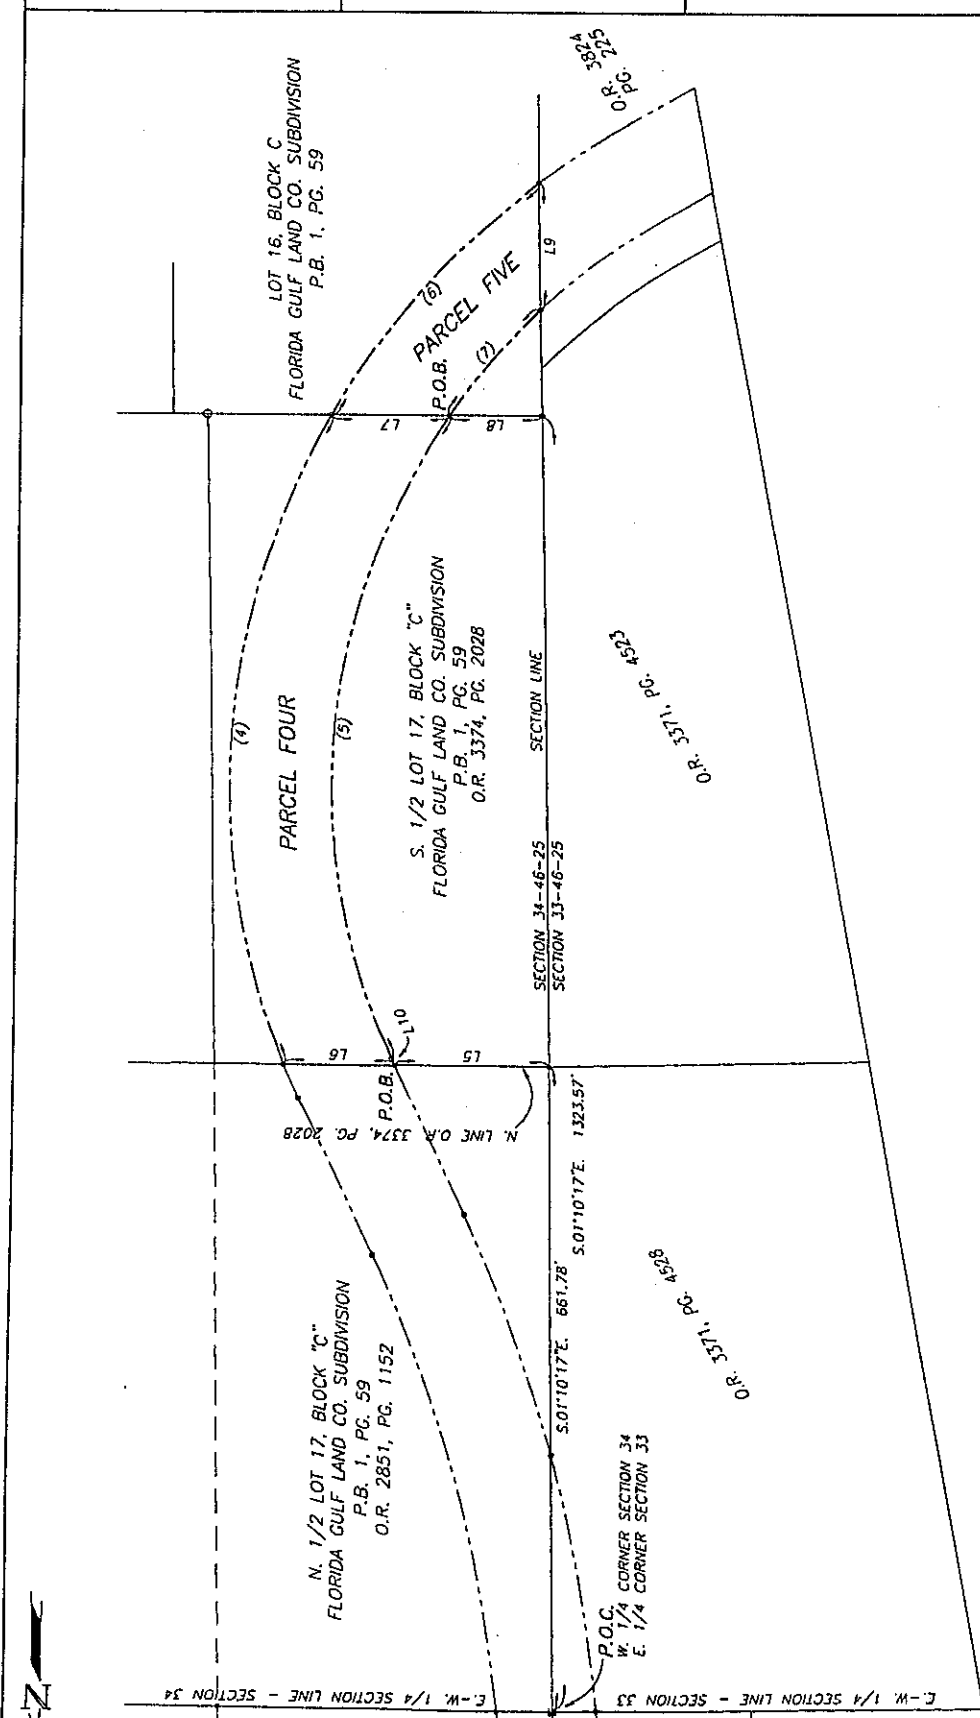 N
LOT 16, BLOCK C
FLORIDA GULF LAND CO. SUBDIVISION
P.B. 1, PG. 59
O.R. 3824
PG. 225
(6)
PARCEL FIVE
L9
(7)
P.O.B.
L7
L8
(4)
PARCEL FOUR
(5)
S. 1/2 LOT 17, BLOCK "C"
FLORIDA GULF LAND CO. SUBDIVISION
P.B. 1, PG. 59
O.R. 3374, PG. 2028
SECTION LINE
SECTION 34-46-25
SECTION 33-46-25
O.R. 3371, PG. 4523
L6
L10
P.O.B.
L5
N. LINE O.R. 3374, PG. 2028
S.01°10'17"E. 1323.57'
S.01°10'17"E. 661.78'
N. 1/2 LOT 17, BLOCK "C"
FLORIDA GULF LAND CO. SUBDIVISION
P.B. 1, PG. 59
O.R. 2851, PG. 1152
O.R. 3371, PG. 4528
P.O.C.
W. 1/4 CORNER SECTION 34
E. 1/4 CORNER SECTION 33
E.-W. 1/4 SECTION LINE - SECTION 34
E.-W. 1/4 SECTION LINE - SECTION 33